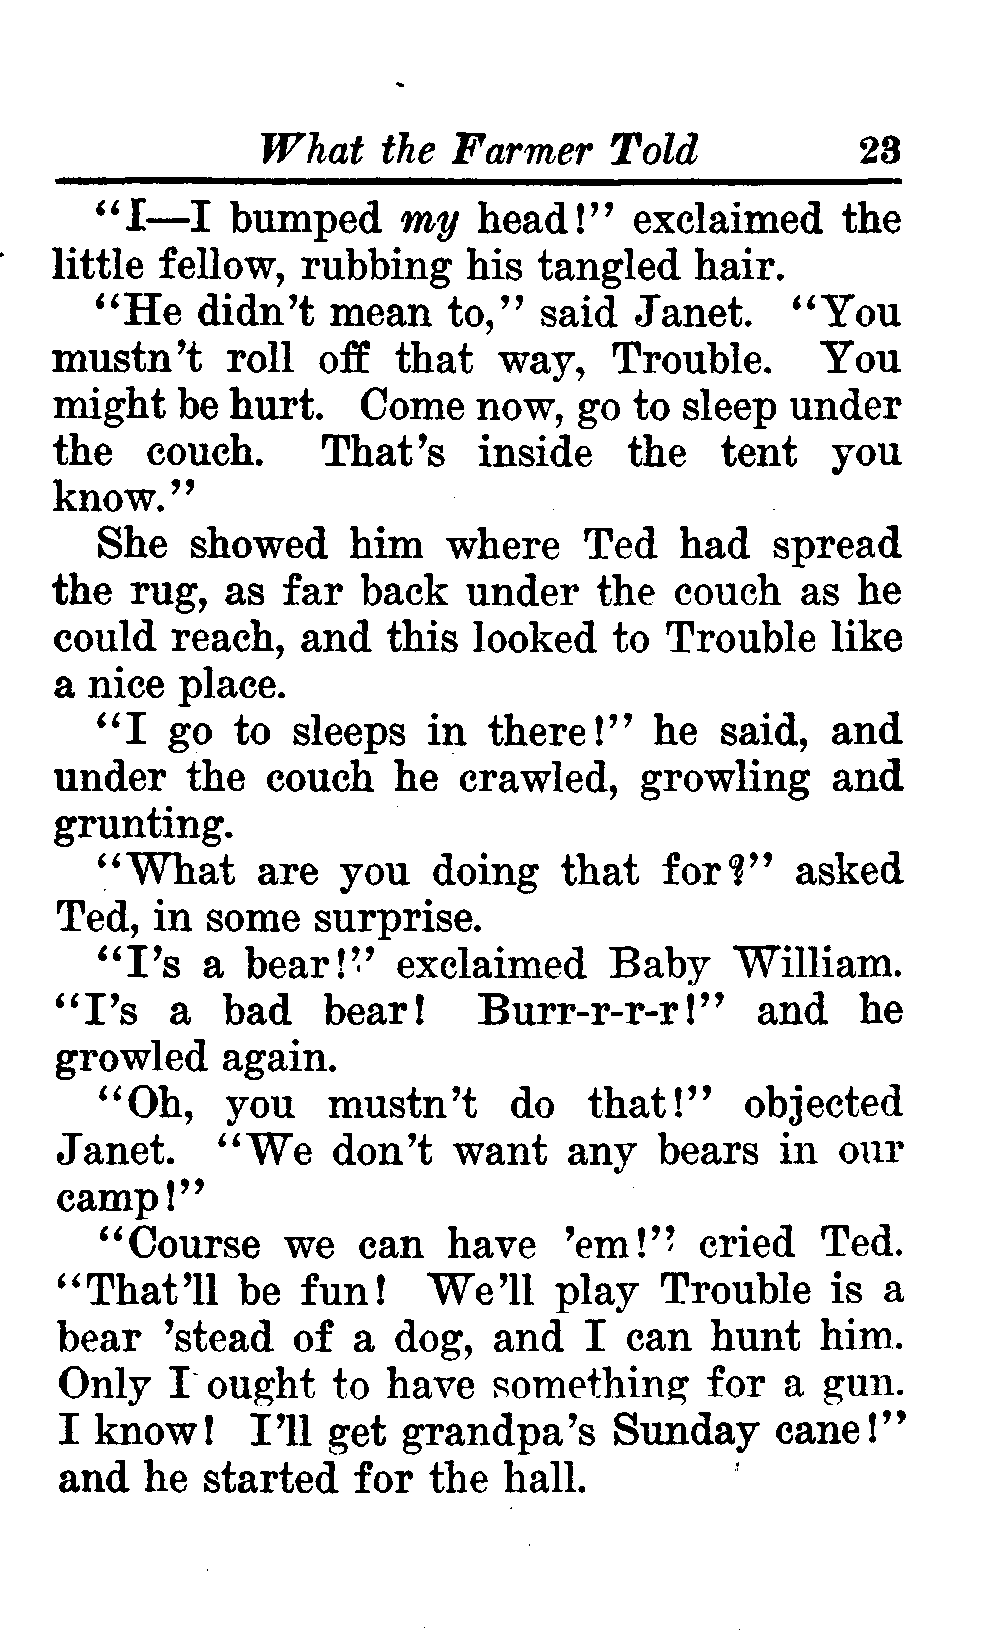 What the Farmer Told 23
“I—I bumped my head!” exclaimed the
little fellow, rubbing his tangled hair.
“He didn’t mean to,” said Janet. “You
mustn’t roll off that way, Trouble. You
might be hurt. Come now, go to sleep under
the couch. That’s inside the tent you
know.”
She showed him where Ted had spread
the rug, as far back under the couch as he
could reach, and this looked to Trouble like
a nice place.
“I go to sleeps in there!” he said, and
under the couch he crawled, growling and
grunting.
“What are you doing that for?” asked
Ted, in some surprise.
“I’s a bear!” exclaimed Baby William.
“I’s a bad bear! Burr-r-r-r!” and he
growled again.
“Oh, you mustn’t do that!” objected
Janet. “We don’t want any bears in our
camp!”
“Course we can have ’em!” cried Ted.
“That’ll be fun! We’ll play Trouble is a
bear ’stead of a dog, and I can hunt him.
Only I ought to have something for a gun.
I know! I’ll get grandpa’s Sunday cane!”
and he started for the hall.